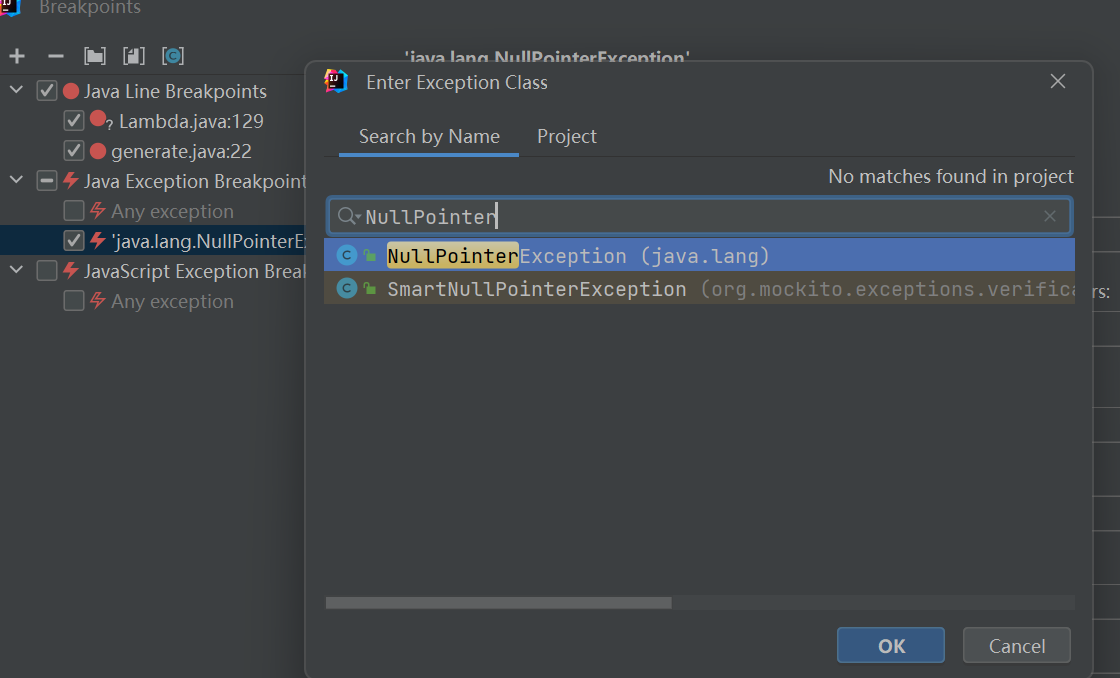 Breakpoints
Java Line Breakpoints
Lambda.java:129
generate.java:22
Java Exception Breakpoint
Any exception
'java.lang.NullPointerE
JavaScript Exception Brea
Any exception
'java.lang.NullPointerException'
Enter Exception Class
Search by Name Project
No matches found in project
NullPointer
NullPointerException (java.lang)
SmartNullPointerException (org.mockito.exceptions.verifica
rs:
OK Cancel